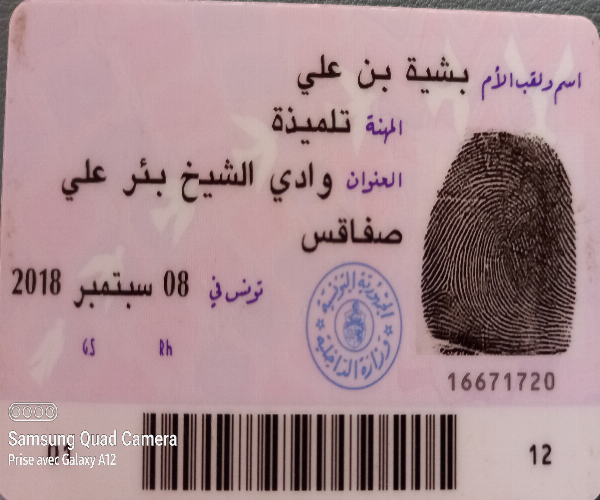 اسم ولقب الأم بشية بن علي
المهنة تلميذة
العنوان وادي الشيخ بئر علي
صفاقس
تونس في 08 سبتمبر 2018
GS Rh
الجمهورية التونسية
وزارة الداخلية
16671720
12
Samsung Quad Camera
Prise avec Galaxy A12